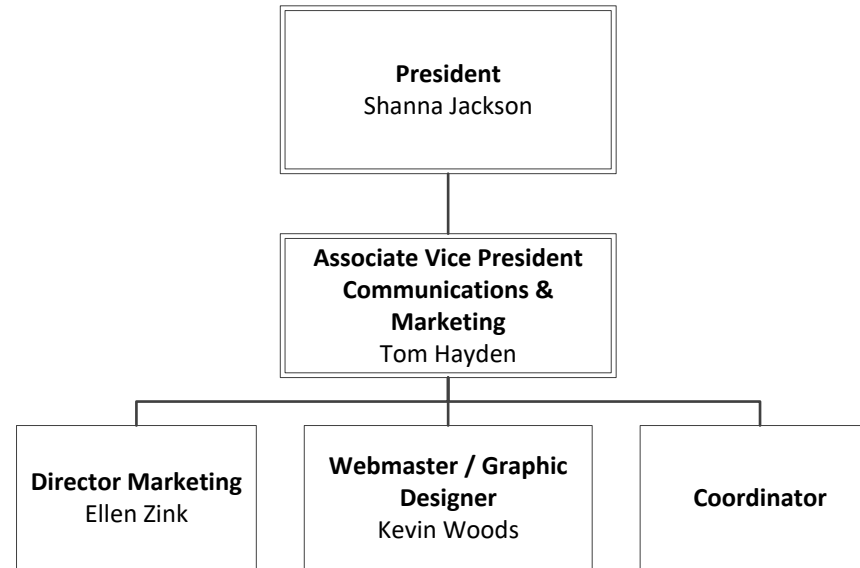 President
Shanna Jackson
Associate Vice President
Communications &
Marketing
Tom Hayden
Director Marketing
Ellen Zink
Webmaster / Graphic
Designer
Kevin Woods
Coordinator